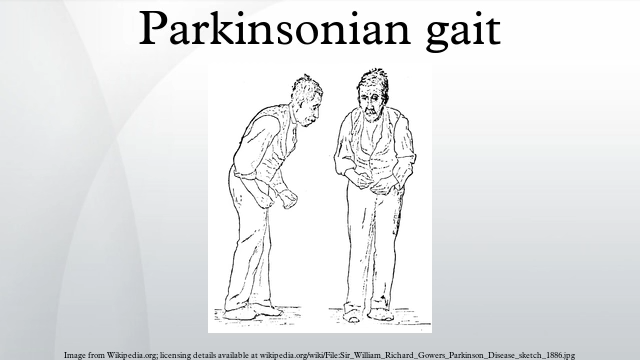 Parkinsonian gait
Image from Wikipedia.org; licensing details available at wikipedia.org/wiki/File:Sir_William_Richard_Gowers_Parkinson_Disease_sketch_1886.jpg